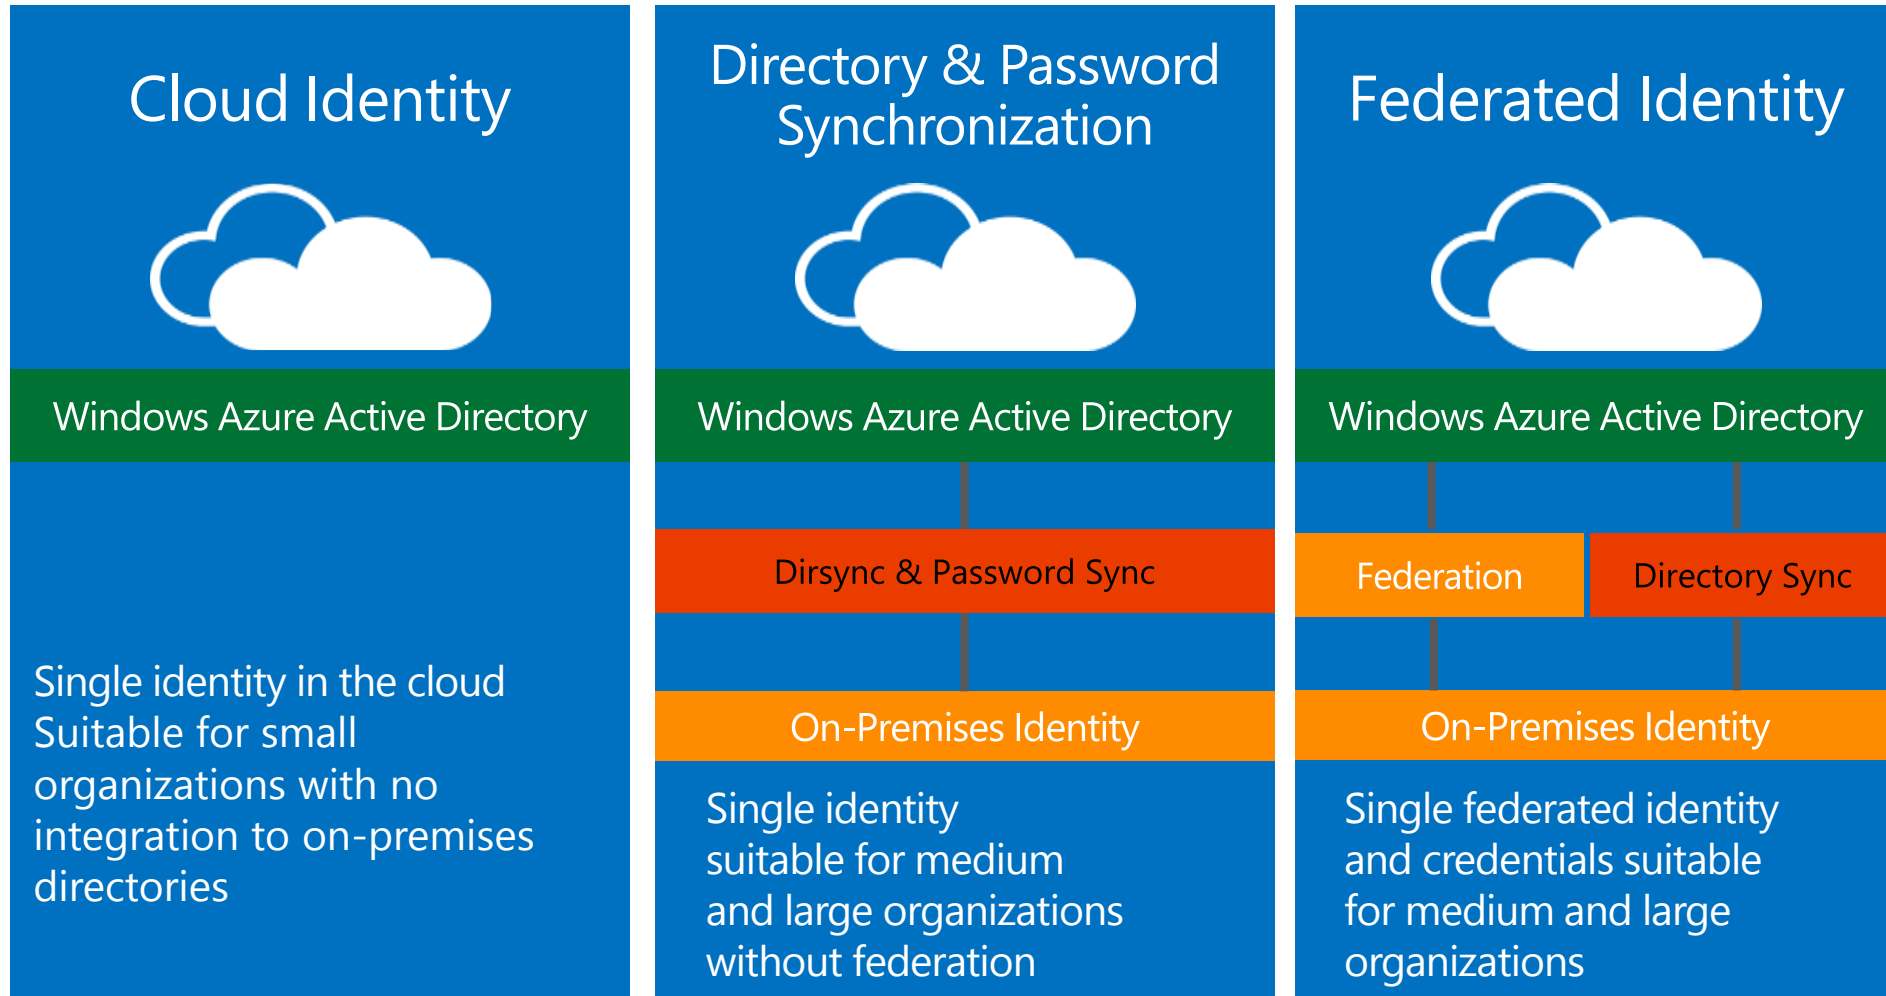 Cloud Identity
Windows Azure Active Directory
Single identity in the cloud
Suitable for small
organizations with no
integration to on-premises
directories
Directory & Password
Synchronization
Windows Azure Active Directory
Dirsync & Password Sync
On-Premises Identity
Single identity
suitable for medium
and large organizations
without federation
Federated Identity
Windows Azure Active Directory
Federation
Directory Sync
On-Premises Identity
Single federated identity
and credentials suitable
for medium and large
organizations